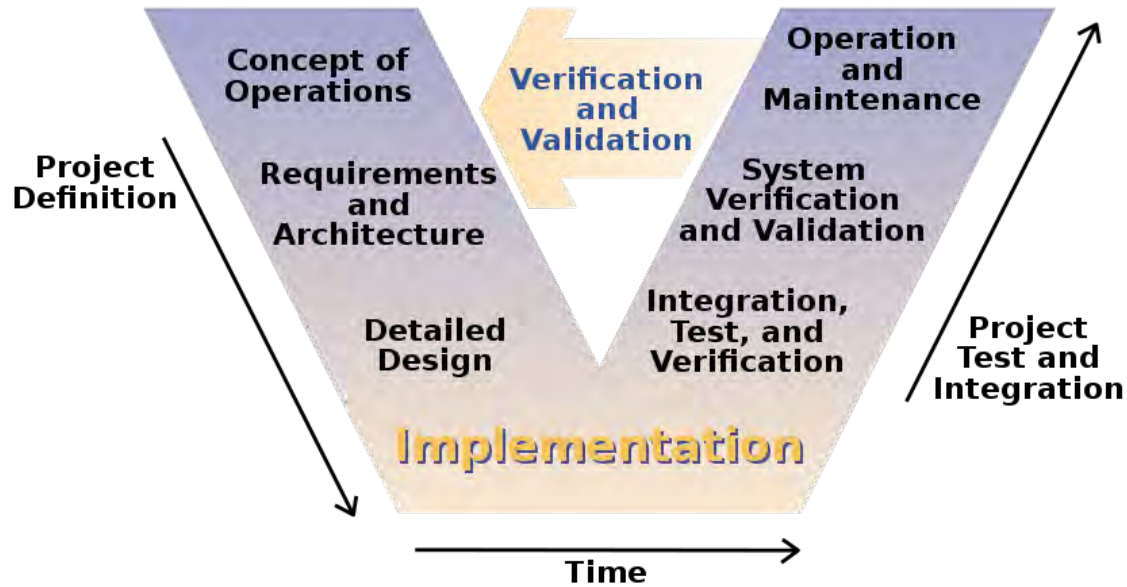 Concept of
Operations
Verification
and
Validation
Operation
and
Maintenance
Project
Definition
Requirements
and
Architecture
System
Verification
and Validation
Detailed
Design
Integration,
Test, and
Verification
Project
Test and
Integration
Implementation
Time